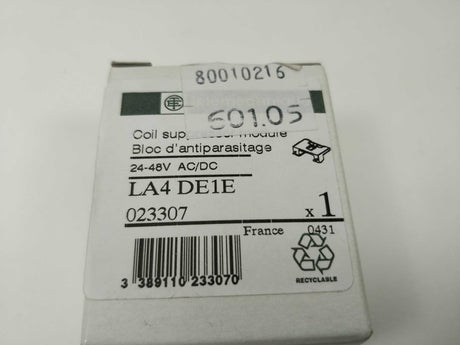 80010216
601.05
Coil suppressor module
Bloc d'antiparasitage
24-48V AC/DC
LA4 DE1E
023307
x 1
France 0431
3 389110 233070
RECYCLABLE